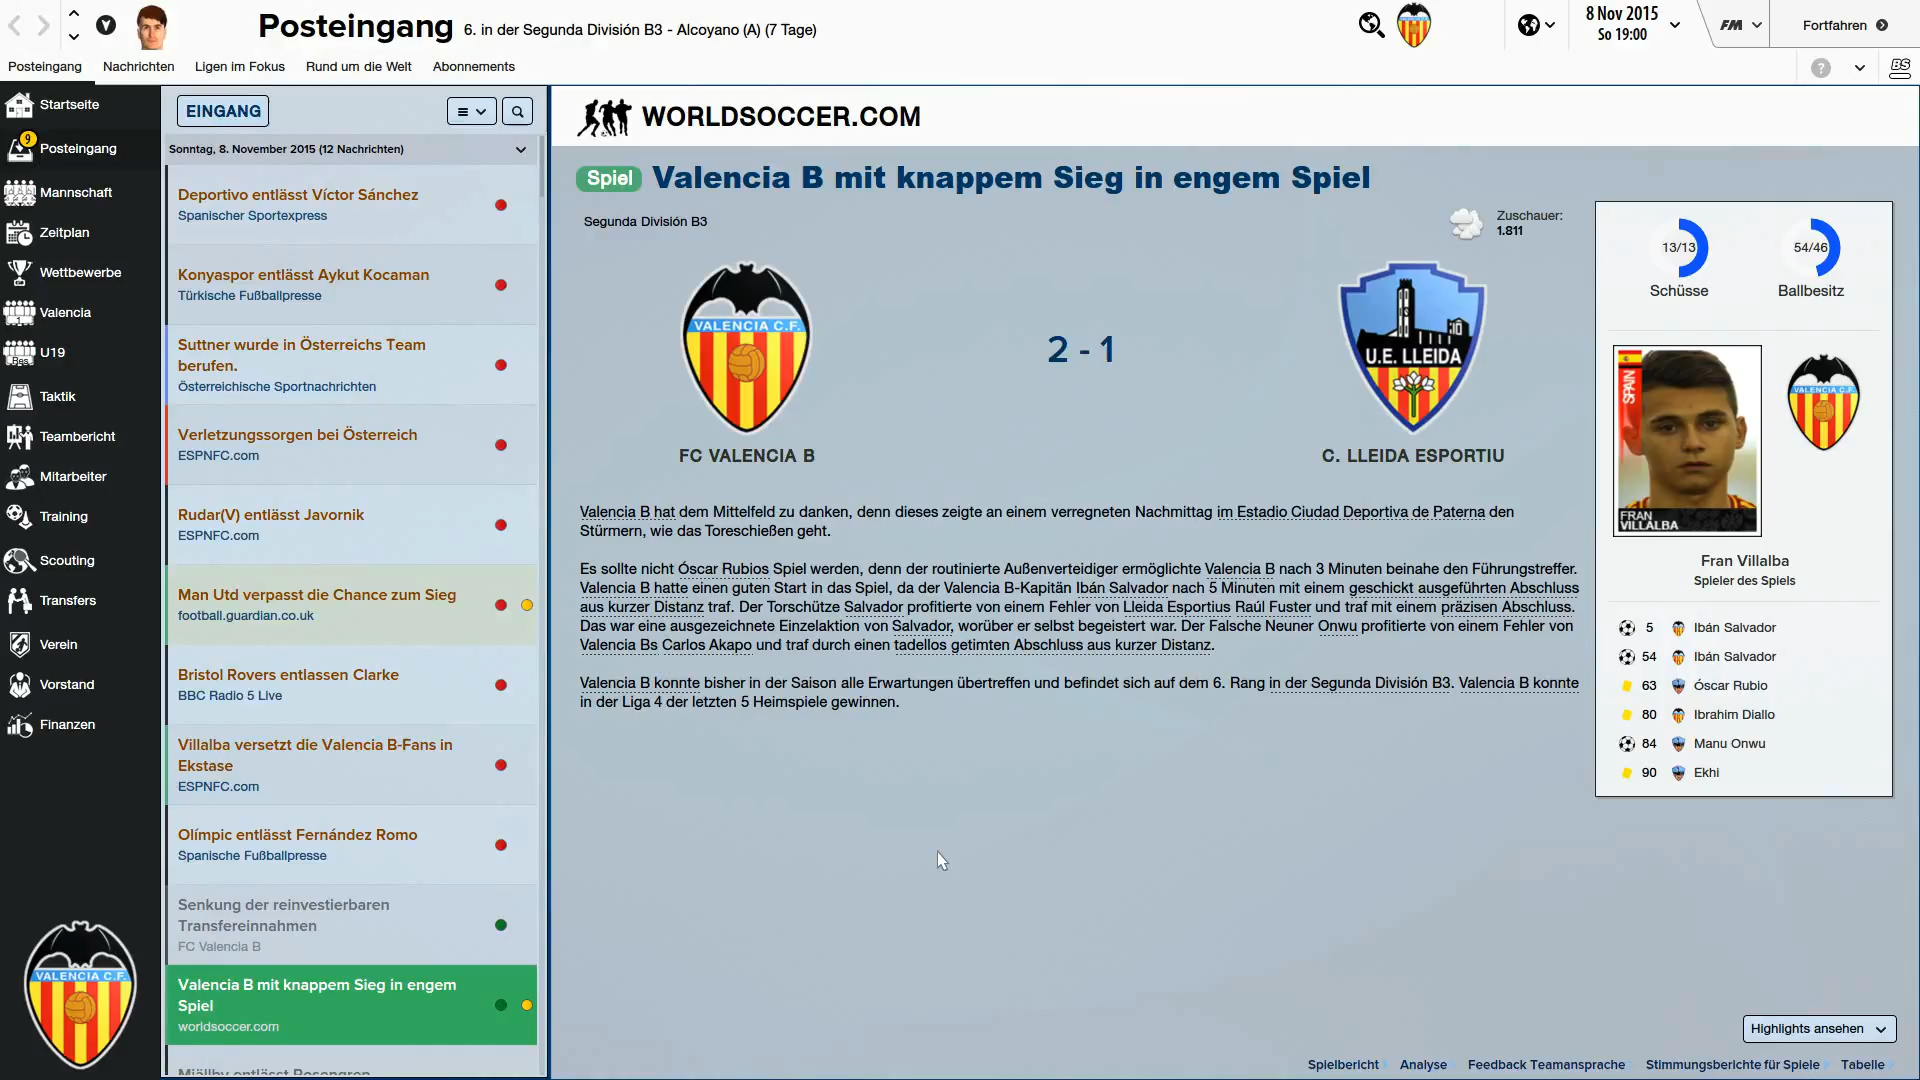 Posteingang
6. in der Segunda División B3 - Alcoyano (A) (7 Tage)
8 Nov 2015
So 19:00
FM
Fortfahren
Posteingang
Nachrichten
Ligen im Fokus
Rund um die Welt
Abonnements
?
BS
Startseite
9
Posteingang
Mannschaft
Zeitplan
Wettbewerbe
1
Valencia
Res
U19
Taktik
Teambericht
Mitarbeiter
Training
Scouting
Transfers
Verein
Vorstand
Finanzen
VALENCIA C.F.
EINGANG
Sonntag, 8. November 2015 (12 Nachrichten)
Deportivo entlässt Víctor Sánchez
Spanischer Sportexpress
Konyaspor entlässt Aykut Kocaman
Türkische Fußballpresse
Suttner wurde in Österreichs Team
berufen.
Österreichische Sportnachrichten
Verletzungssorgen bei Österreich
ESPNFC.com
Rudar(V) entlässt Javornik
ESPNFC.com
Man Utd verpasst die Chance zum Sieg
football.guardian.co.uk
Bristol Rovers entlassen Clarke
BBC Radio 5 Live
Villalba versetzt die Valencia B-Fans in
Ekstase
ESPNFC.com
Olímpic entlässt Fernández Romo
Spanische Fußballpresse
Senkung der reinvestierbaren
Transfereinnahmen
FC Valencia B
Valencia B mit knappem Sieg in engem
Spiel
worldsoccer.com
Mjällby entlässt Rosengren
WORLDSOCCER.COM
Spiel
Valencia B mit knappem Sieg in engem Spiel
Segunda División B3
Zuschauer:
1.811
VALENCIA C.F.
U.E. LLEIDA
2 - 1
FC VALENCIA B
C. LLEIDA ESPORTIU
Valencia B hat dem Mittelfeld zu danken, denn dieses zeigte an einem verregneten Nachmittag im Estadio Ciudad Deportiva de Paterna den
Stürmern, wie das Toreschießen geht.
Es sollte nicht Óscar Rubios Spiel werden, denn der routinierte Außenverteidiger ermöglichte Valencia B nach 3 Minuten beinahe den Führungstreffer.
Valencia B hatte einen guten Start in das Spiel, da der Valencia B-Kapitän Ibán Salvador nach 5 Minuten mit einem geschickt ausgeführten Abschluss
aus kurzer Distanz traf. Der Torschütze Salvador profitierte von einem Fehler von Lleida Esportius Raúl Fuster und traf mit einem präzisen Abschluss.
Das war eine ausgezeichnete Einzelaktion von Salvador, worüber er selbst begeistert war. Der Falsche Neuner Onwu profitierte von einem Fehler von
Valencia Bs Carlos Akapo und traf durch einen tadellos getimten Abschluss aus kurzer Distanz.
Valencia B konnte bisher in der Saison alle Erwartungen übertreffen und befindet sich auf dem 6. Rang in der Segunda División B3. Valencia B konnte
in der Liga 4 der letzten 5 Heimspiele gewinnen.
13/13
54/46
Schüsse
Ballbesitz
SPAIN
FRAN
VILLALBA
VALENCIA C.F.
Fran Villalba
Spieler des Spiels
5 Ibán Salvador
54 Ibán Salvador
63 Óscar Rubio
80 Ibrahim Diallo
84 Manu Onwu
90 Ekhi
Highlights ansehen
Spielbericht
Analyse
Feedback Teamansprache
Stimmungsberichte für Spiele
Tabelle